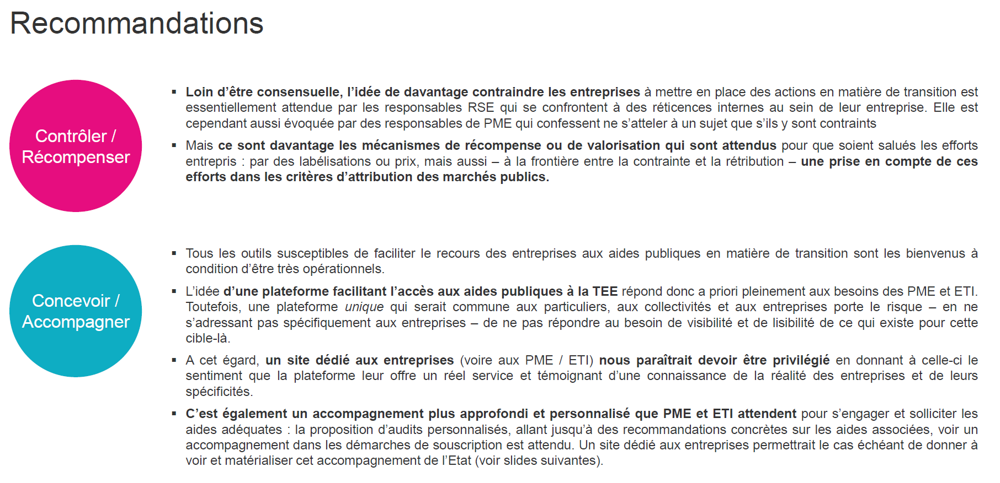 Recommandations
Contrôler /
Récompenser
▪ Loin d’être consensuelle, l’idée de davantage contraindre les entreprises à mettre en place des actions en matière de transition est
essentiellement attendue par les responsables RSE qui se confrontent à des réticences internes au sein de leur entreprise. Elle est
cependant aussi évoquée par des responsables de PME qui confessent ne s’atteler à un sujet que s’ils y sont contraints
▪ Mais ce sont davantage les mécanismes de récompense ou de valorisation qui sont attendus pour que soient salués les efforts
entrepris : par des labélisations ou prix, mais aussi – à la frontière entre la contrainte et la rétribution – une prise en compte de ces
efforts dans les critères d’attribution des marchés publics.
Concevoir /
Accompagner
▪ Tous les outils susceptibles de faciliter le recours des entreprises aux aides publiques en matière de transition sont les bienvenus à
condition d’être très opérationnels.
▪ L’idée d’une plateforme facilitant l’accès aux aides publiques à la TEE répond donc a priori pleinement aux besoins des PME et ETI.
Toutefois, une plateforme unique qui serait commune aux particuliers, aux collectivités et aux entreprises porte le risque – en ne
s’adressant pas spécifiquement aux entreprises – de ne pas répondre au besoin de visibilité et de lisibilité de ce qui existe pour cette
cible-là.
▪ A cet égard, un site dédié aux entreprises (voire aux PME / ETI) nous paraîtrait devoir être privilégié en donnant à celle-ci le
sentiment que la plateforme leur offre un réel service et témoignant d’une connaissance de la réalité des entreprises et de leurs
spécificités.
▪ C’est également un accompagnement plus approfondi et personnalisé que PME et ETI attendent pour s’engager et solliciter les
aides adéquates : la proposition d’audits personnalisés, allant jusqu’à des recommandations concrètes sur les aides associées, voir un
accompagnement dans les démarches de souscription est attendu. Un site dédié aux entreprises permettrait le cas échéant de donner à
voir et matérialiser cet accompagnement de l’Etat (voir slides suivantes).